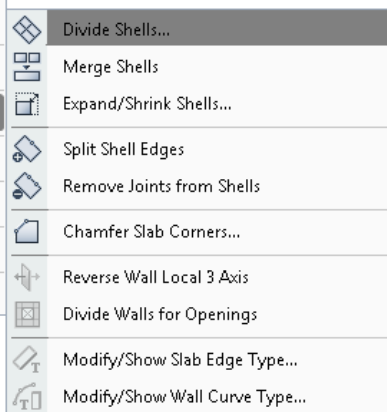 Divide Shells...
Merge Shells
Expand/Shrink Shells...
Split Shell Edges
Remove Joints from Shells
Chamfer Slab Corners...
Reverse Wall Local 3 Axis
Divide Walls for Openings
Modify/Show Slab Edge Type...
Modify/Show Wall Curve Type...